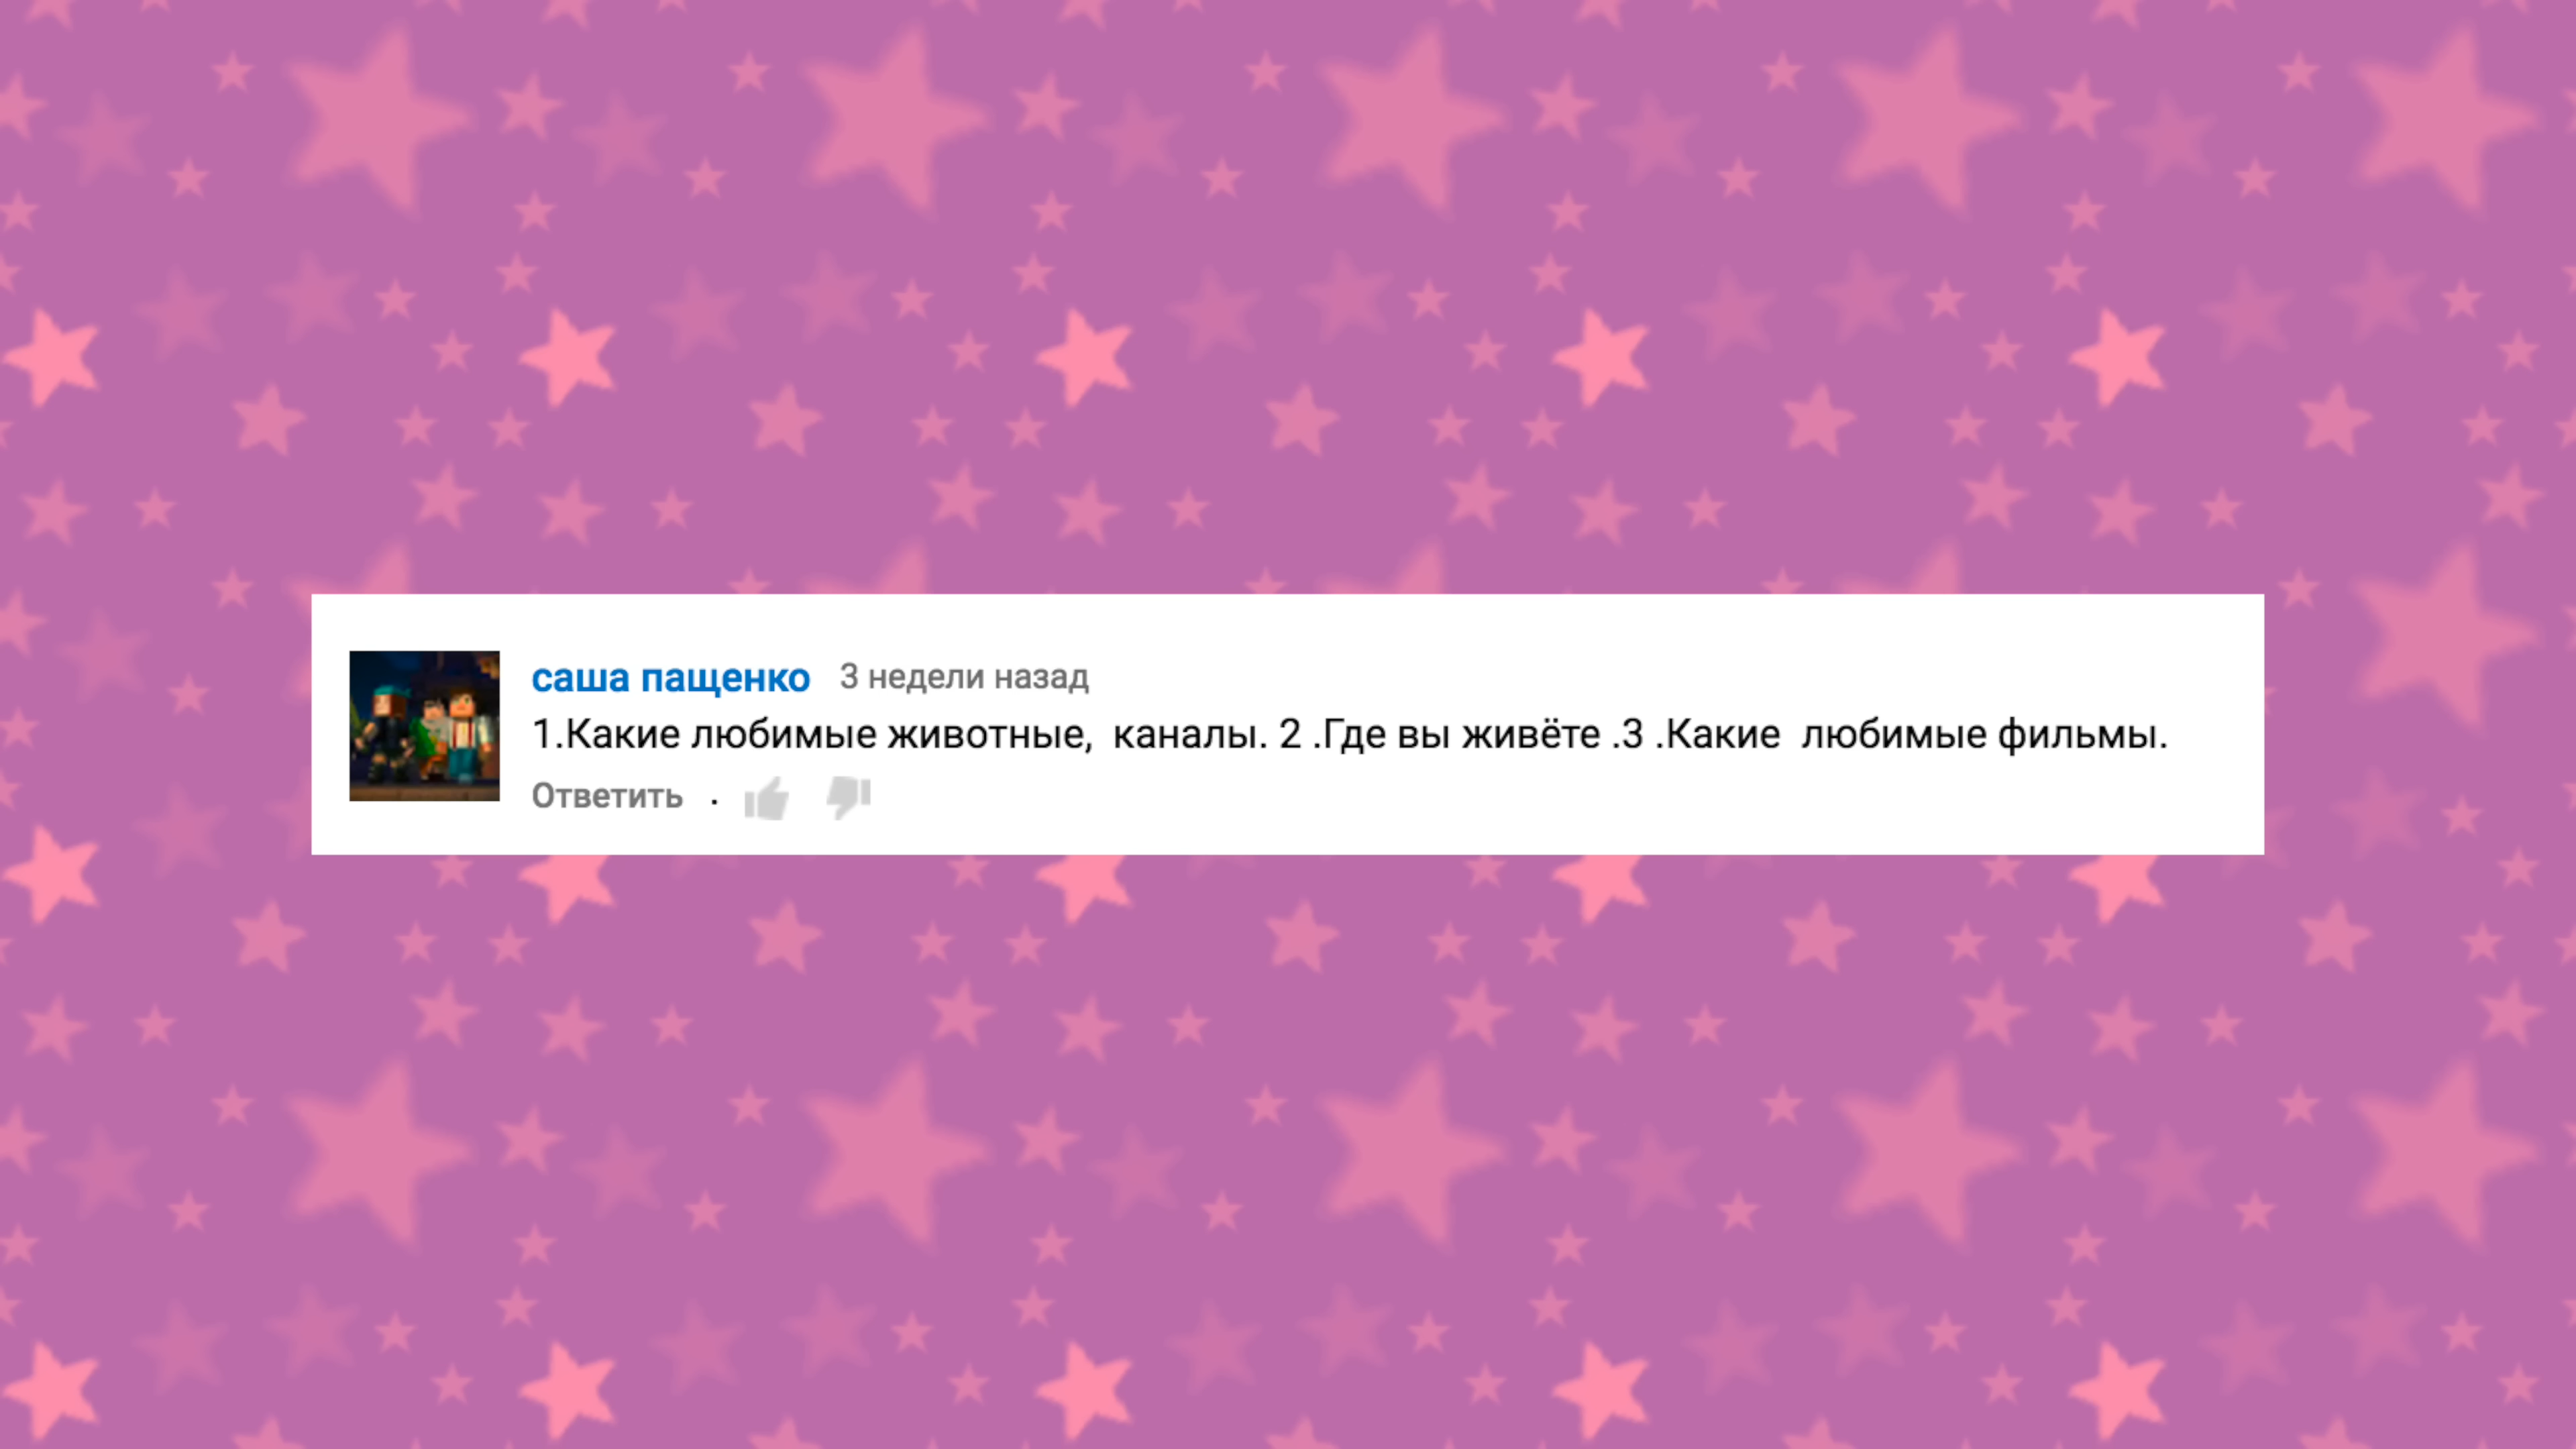 саша пащенко 3 недели назад
1.Какие любимые животные,  каналы. 2 .Где вы живёте .3 .Какие  любимые фильмы.
Ответить ·